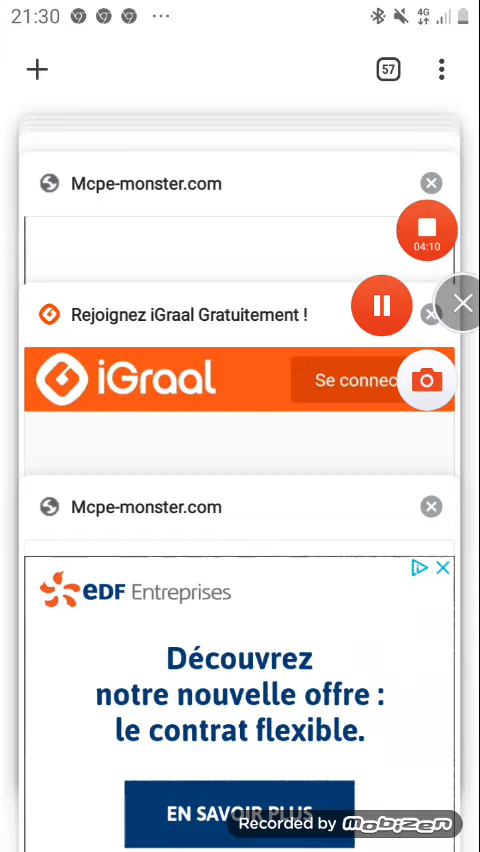 21:30
4G
57
Mcpe-monster.com
04:10
Rejoignez iGraal Gratuitement !
iGraal
Se connec
Mcpe-monster.com
eDF Entreprises
Découvrez
notre nouvelle offre :
le contrat flexible.
EN SAVOIR PLUS
Recorded by mobizen